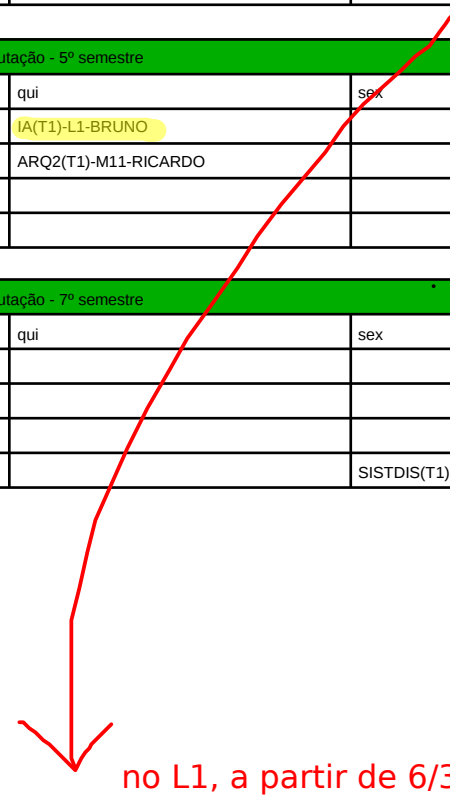 utação - 5º semestre
qui sex
IA(T1)-L1-BRUNO
ARQ2(T1)-M11-RICARDO
utação - 7º semestre
qui sex
SISTDIS(T1)
no L1, a partir de 6/3